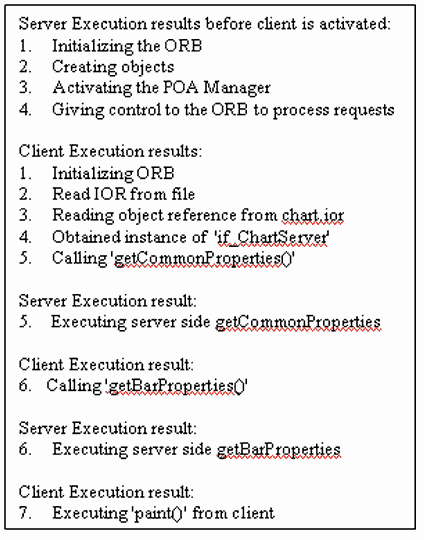 Server Execution results before client is activated:
1. Initializing the ORB
2. Creating objects
3. Activating the POA Manager
4. Giving control to the ORB to process requests
Client Execution results:
1. Initializing ORB
2. Read IOR from file
3. Reading object reference from chart.ior
4. Obtained instance of 'if_ChartServer'
5. Calling 'getCommonProperties()'
Server Execution result:
5. Executing server side getCommonProperties
Client Execution result:
6. Calling 'getBarProperties()'
Server Execution result:
6. Executing server side getBarProperties
Client Execution result:
7. Executing 'paint()' from client